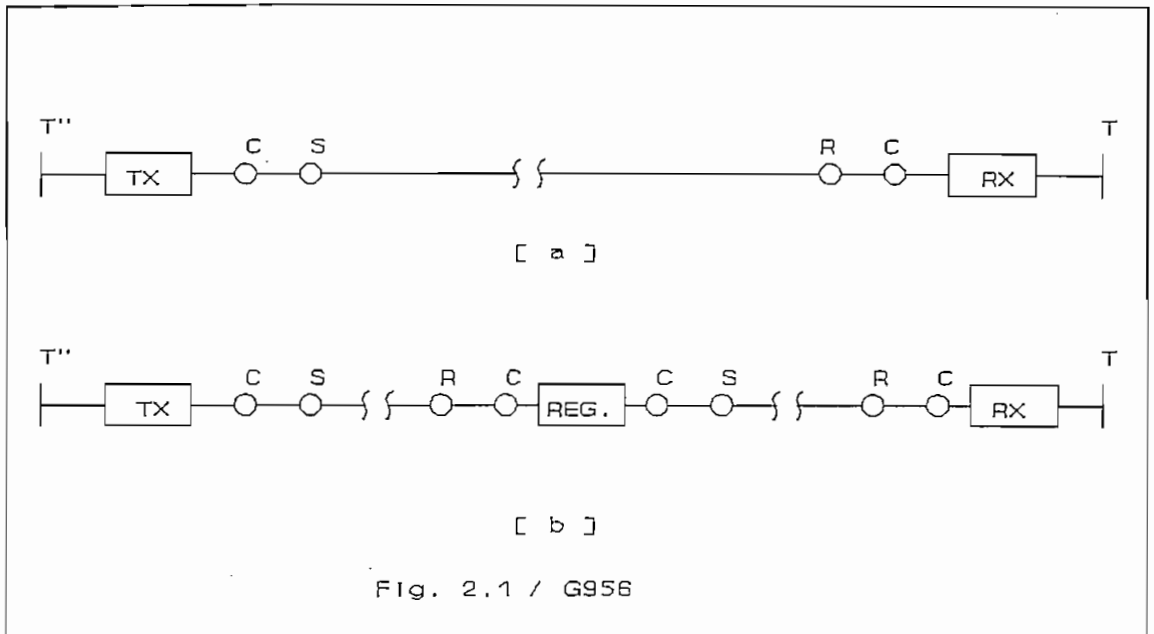 T'' C S R C T
TX RX
[ a ]
T'' C S R C C S R C T
TX REG. RX
[ b ]
Fig. 2.1 / G956